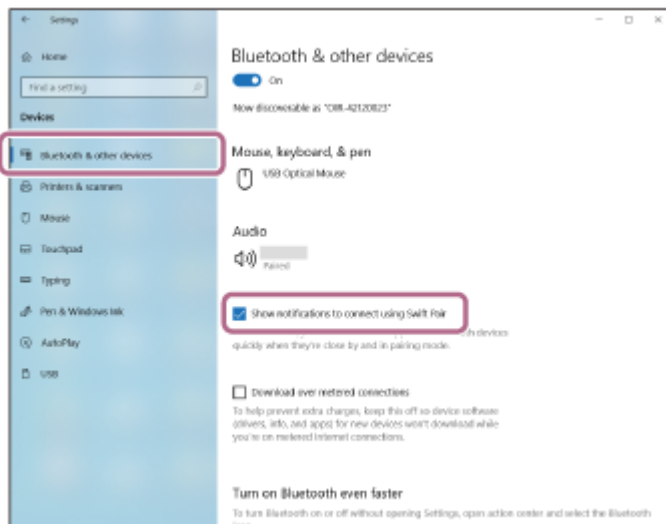 Settings
Home
Find a setting
Devices
Bluetooth & other devices
Printers & scanners
Mouse
Touchpad
Typing
Pen & Windows Ink
AutoPlay
USB
Bluetooth & other devices
On
Now discoverable as
Mouse, keyboard, & pen
USB Optical Mouse
Audio
Paired
Show notifications to connect using Swift Pair
devices
quickly when they're close by and in pairing mode.
Download over metered connections
To help prevent extra charges, keep this off so device software
(drivers, info, and apps) for new devices won't download while
you're on metered Internet connections.
Turn on Bluetooth even faster
To turn Bluetooth on or off without opening Settings, open action center and select the Bluetooth